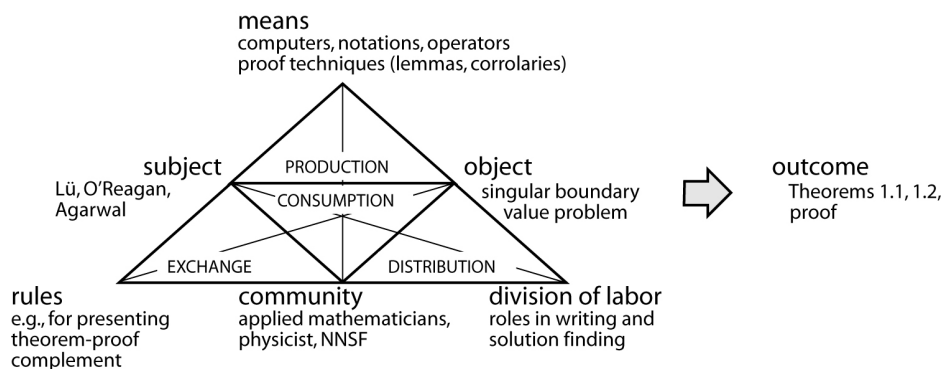 means
computers, notations, operators
proof techniques (lemmas, corrolaries)
subject
Lü, O'Reagan,
Agarwal
PRODUCTION
object
singular boundary
value problem
outcome
Theorems 1.1, 1.2,
proof
CONSUMPTION
EXCHANGE
DISTRIBUTION
rules
e.g., for presenting
theorem-proof
complement
community
applied mathematicians,
physicist, NNSF
division of labor
roles in writing and
solution finding